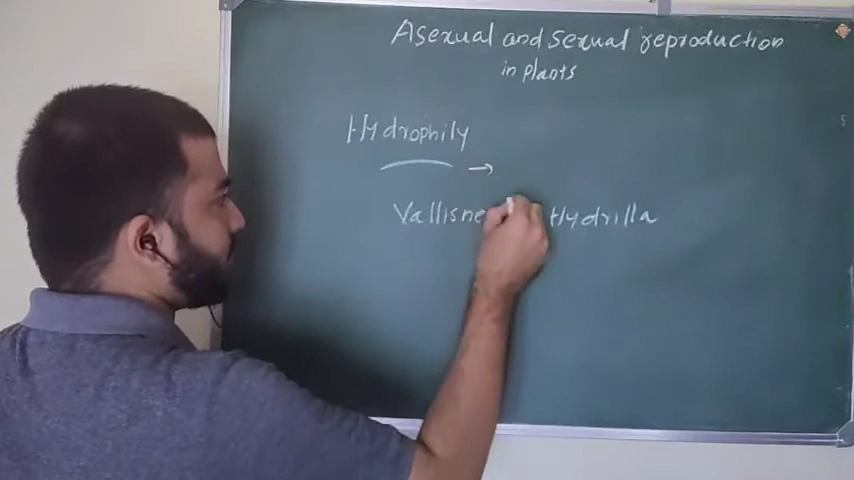 Asexual and sexual reproduction
in plants
Hydrophily
→
Hydrilla